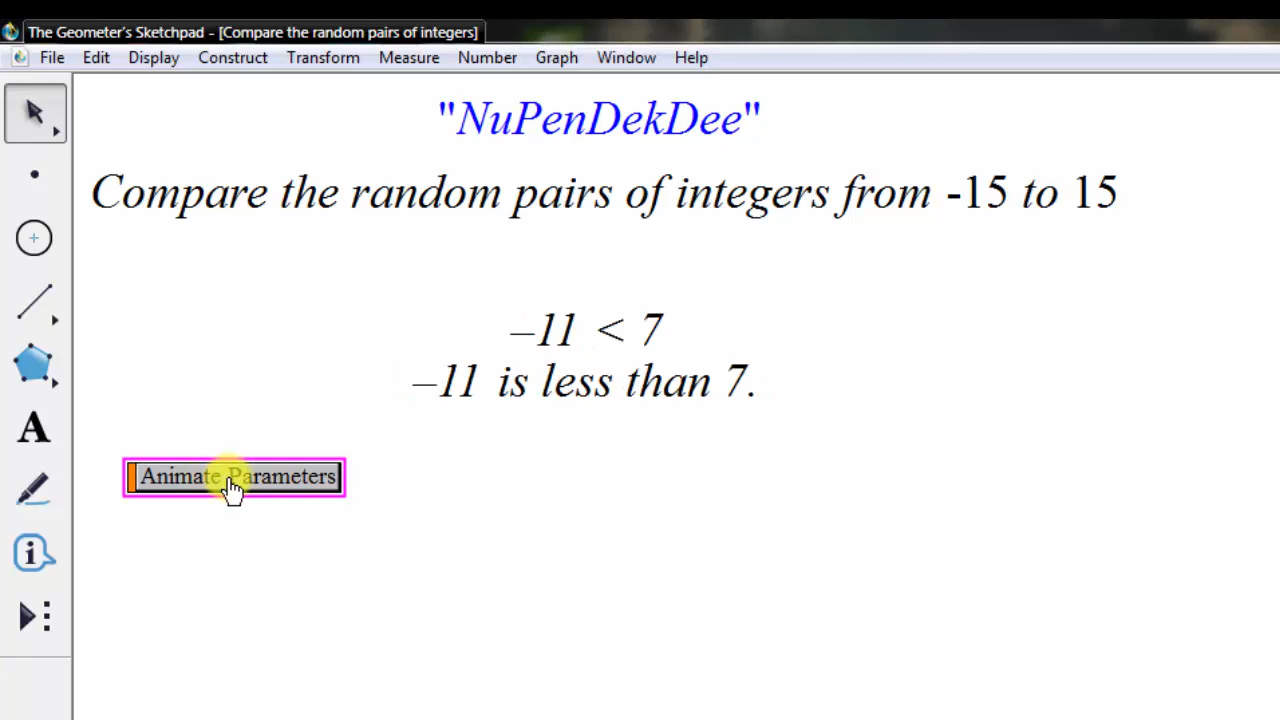 The Geometer's Sketchpad - [Compare the random pairs of integers]
File Edit Display Construct Transform Measure Number Graph Window Help
"NuPenDekDee"
Compare the random pairs of integers from -15 to 15
–11 < 7
–11 is less than 7.
Animate Parameters
A
i